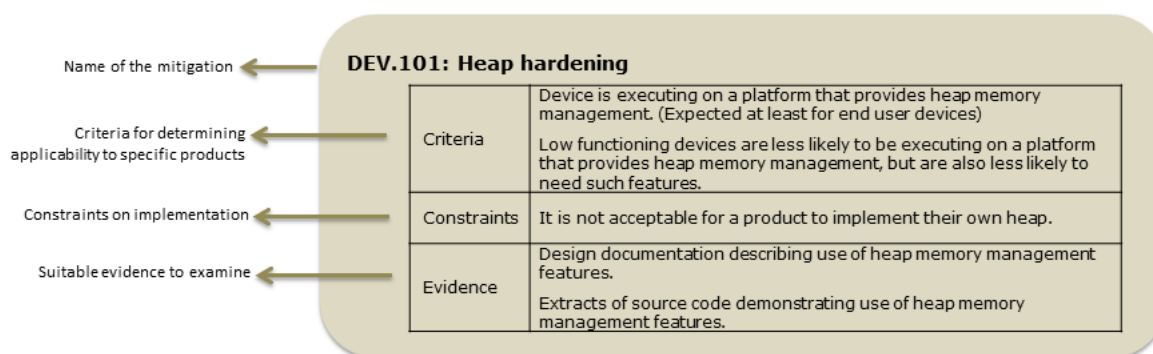 Name of the mitigation
DEV.101: Heap hardening
Criteria for determining
applicability to specific products
Criteria
Device is executing on a platform that provides heap memory
management. (Expected at least for end user devices)
Low functioning devices are less likely to be executing on a platform
that provides heap memory management, but are also less likely to
need such features.
Constraints on implementation
Constraints
It is not acceptable for a product to implement their own heap.
Suitable evidence to examine
Evidence
Design documentation describing use of heap memory management
features.
Extracts of source code demonstrating use of heap memory
management features.